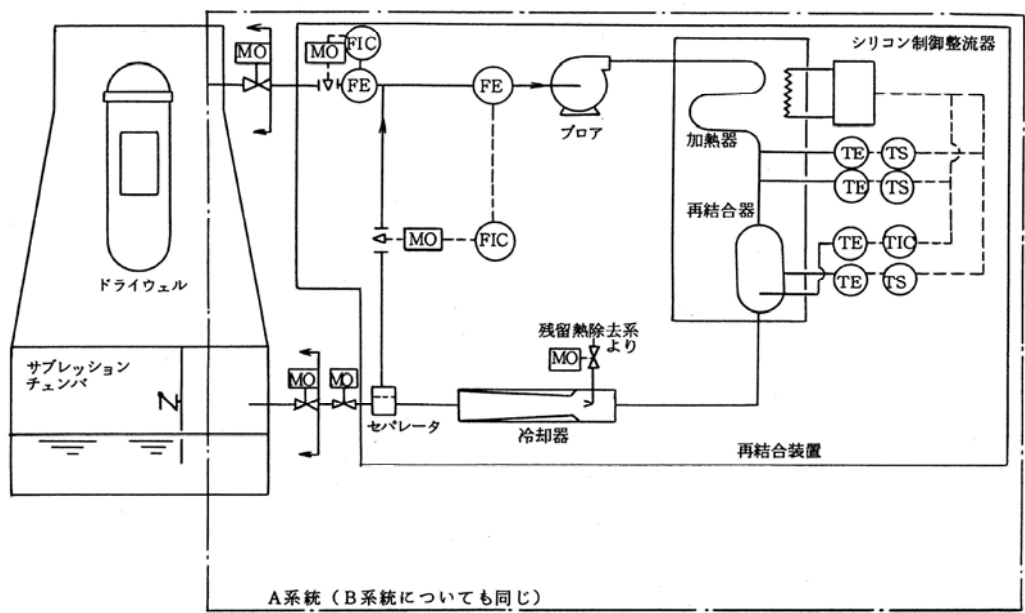 シリコン制御整流器
MO
MO
FIC
FE
FE
ブロア
加熱器
TE
TS
TE
TS
再結合器
MO
FIC
TE
TIC
TE
TS
ドライウェル
残留熱除去系
より
MO
サプレッション
チェンバ
MO
MO
セパレータ
冷却器
再結合装置
A系統(B系統についても同じ)